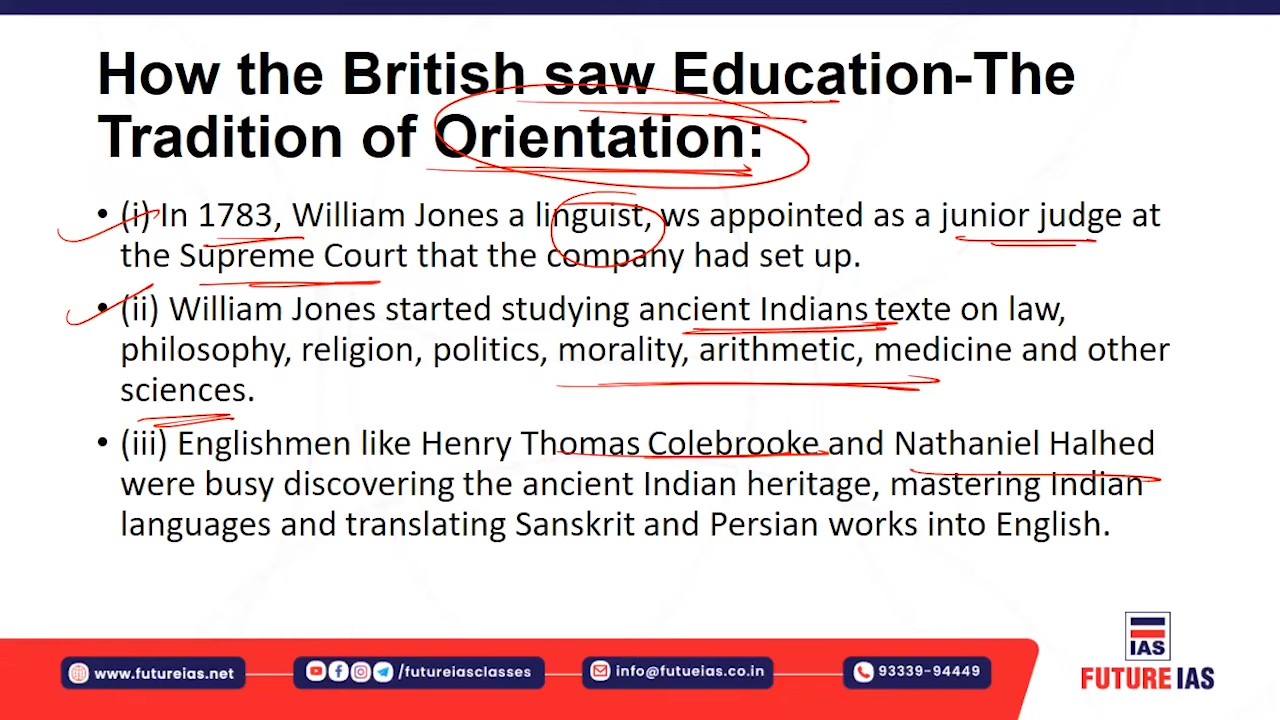 How the British saw Education-The
Tradition of Orientation:
• (i) In 1783, William Jones a linguist, ws appointed as a junior judge at
the Supreme Court that the company had set up.
• (ii) William Jones started studying ancient Indians texte on law,
philosophy, religion, politics, morality, arithmetic, medicine and other
sciences.
• (iii) Englishmen like Henry Thomas Colebrooke and Nathaniel Halhed
were busy discovering the ancient Indian heritage, mastering Indian
languages and translating Sanskrit and Persian works into English.
www.futureias.net
/futureiasclasses
info@futueias.co.in
93339-94449
IAS
FUTURE IAS